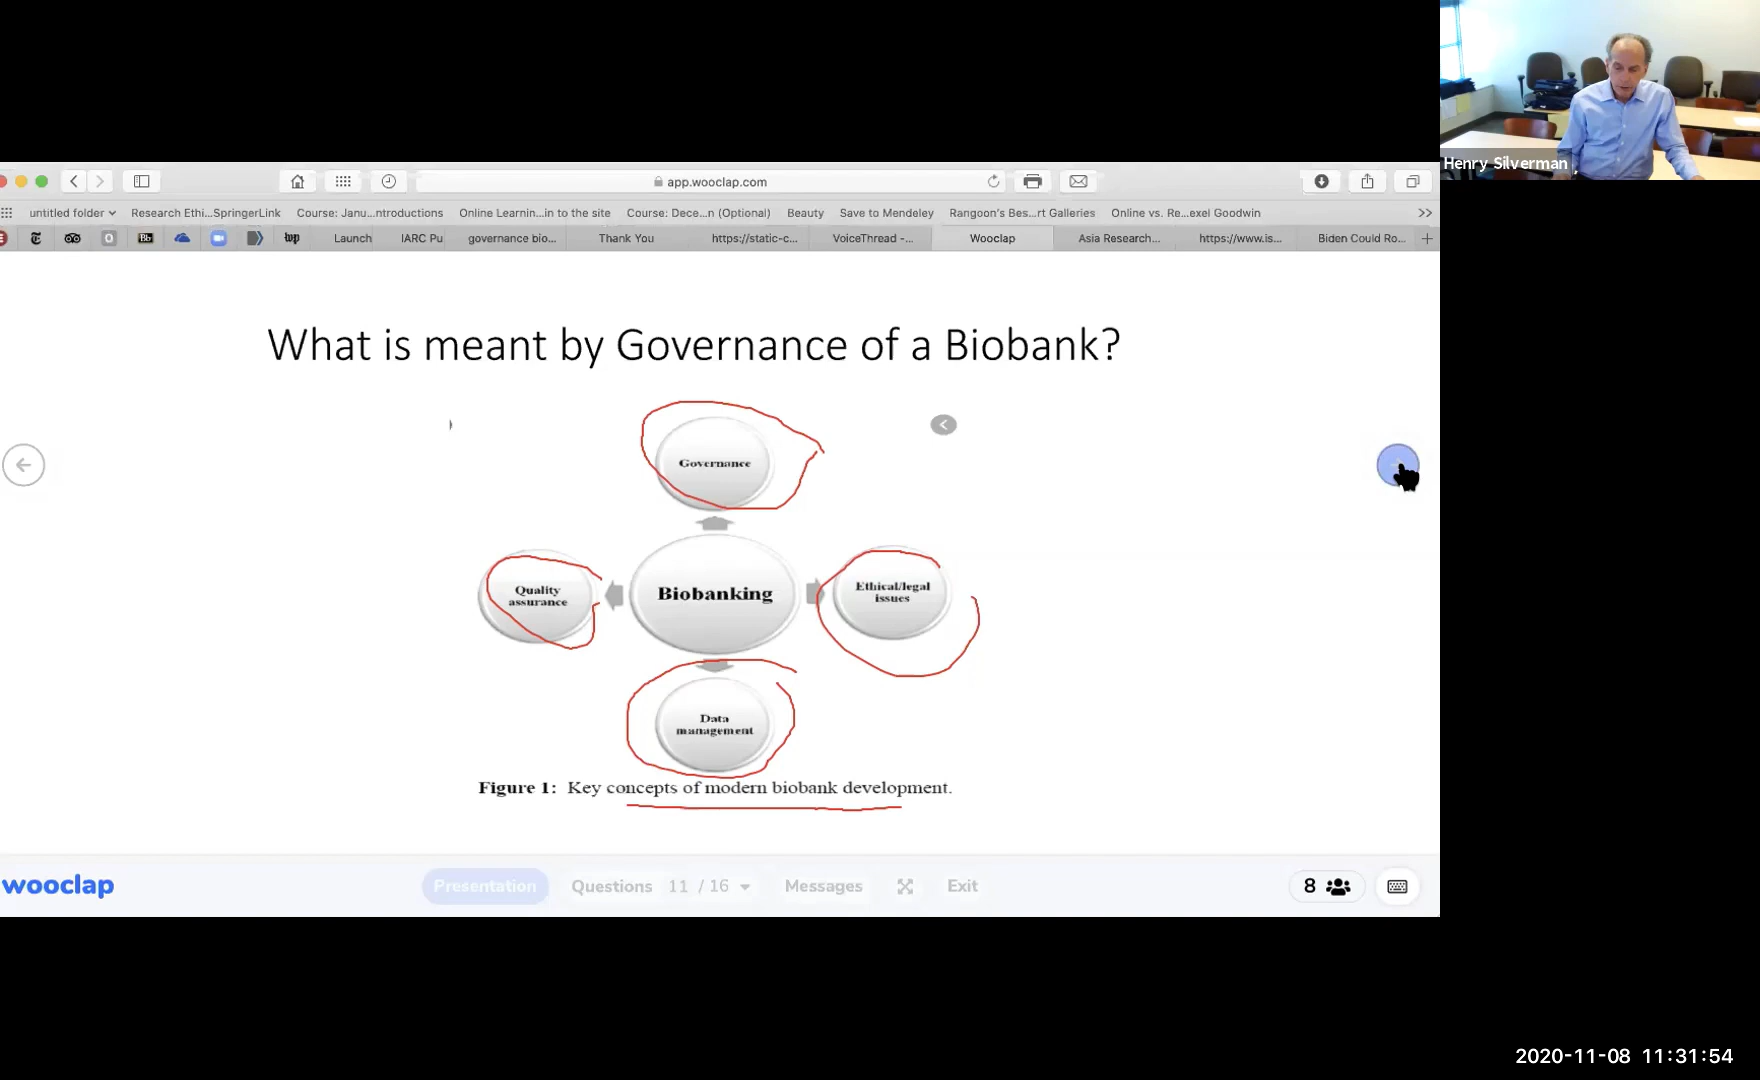 Henry Silverman
app.wooclap.com
untitled folder
Research Ethi...SpringerLink
Course: Janu...ntroductions
Online Learnin...in to the site
Course: Dece...n (Optional)
Beauty
Save to Mendeley
Rangoon's Bes...rt Galleries
Online vs. Re...exel Goodwin
Bb
wp
Launch
IARC Pu
governance bio...
Thank You
https://static-c...
VoiceThread -...
Wooclap
Asia Research...
https://www.is...
Biden Could Ro...
What is meant by Governance of a Biobank?
Governance
Quality
assurance
Biobanking
Ethical/legal
issues
Data
management
Figure 1: Key concepts of modern biobank development.
wooclap
Presentation
Questions 11 / 16
Messages
Exit
8
2020-11-08 11:31:54